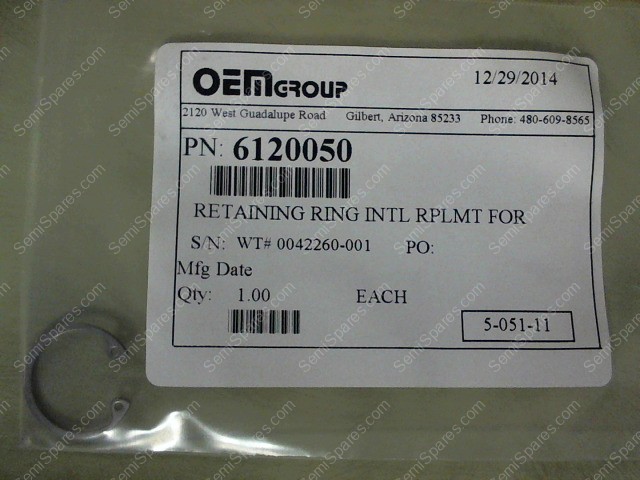 OEMGROUP 12/29/2014
2120 West Guadalupe Road Gilbert, Arizona 85233 Phone: 480-609-8565
PN: 6120050
RETAINING RING INTL RPLMT FOR
S/N: WT# 0042260-001 PO:
Mfg Date
Qty: 1.00 EACH
5-051-11
SemiSpares.com